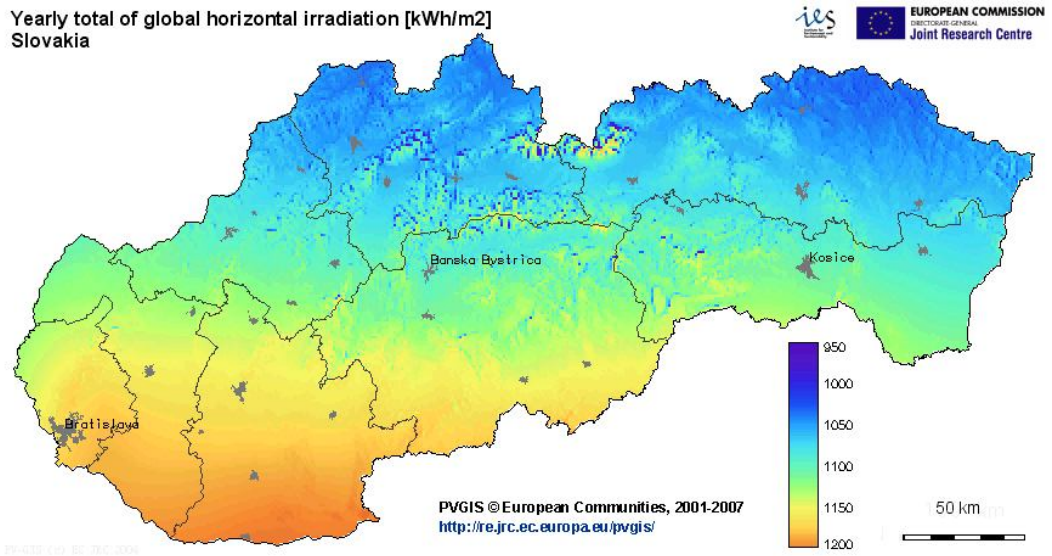 Yearly total of global horizontal irradiation [kWh/m2]
Slovakia
ies
EUROPEAN COMMISSION
DIRECTORATE-GENERAL
Joint Research Centre
Banska Bystrica
Kosice
Bratislava
950
1000
1050
1100
1150
1200
50 km
PVGIS © European Communities, 2001-2007
http://re.jrc.ec.europa.eu/pvgis/